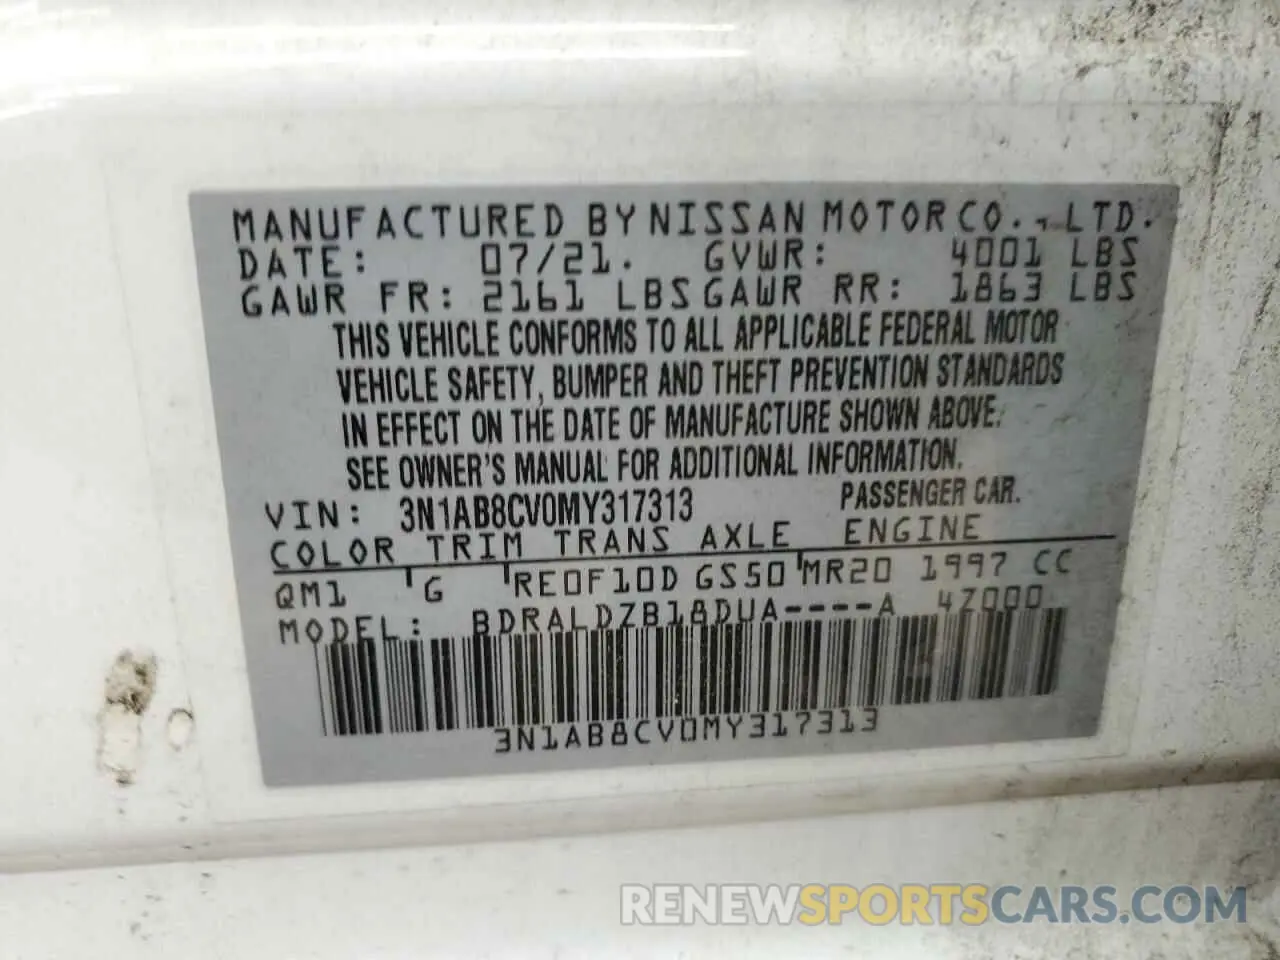 MANUFACTURED BY NISSAN MOTOR CO., LTD.
DATE: 07/21. GVWR: 4001 LBS
GAWR FR: 2161 LBS GAWR RR: 1863 LBS
THIS VEHICLE CONFORMS TO ALL APPLICABLE FEDERAL MOTOR
VEHICLE SAFETY, BUMPER AND THEFT PREVENTION STANDARDS
IN EFFECT ON THE DATE OF MANUFACTURE SHOWN ABOVE.
SEE OWNER'S MANUAL FOR ADDITIONAL INFORMATION.
VIN: 3N1AB8CV0MY317313 PASSENGER CAR.
COLOR TRIM TRANS AXLE ENGINE
QM1 G RE0F10D GS50 MR20 1997 CC
MODEL: BDRALDZB18DUA----A 4Z000
3N1AB8CV0MY317313
RENEWSPORTSCARS.COM